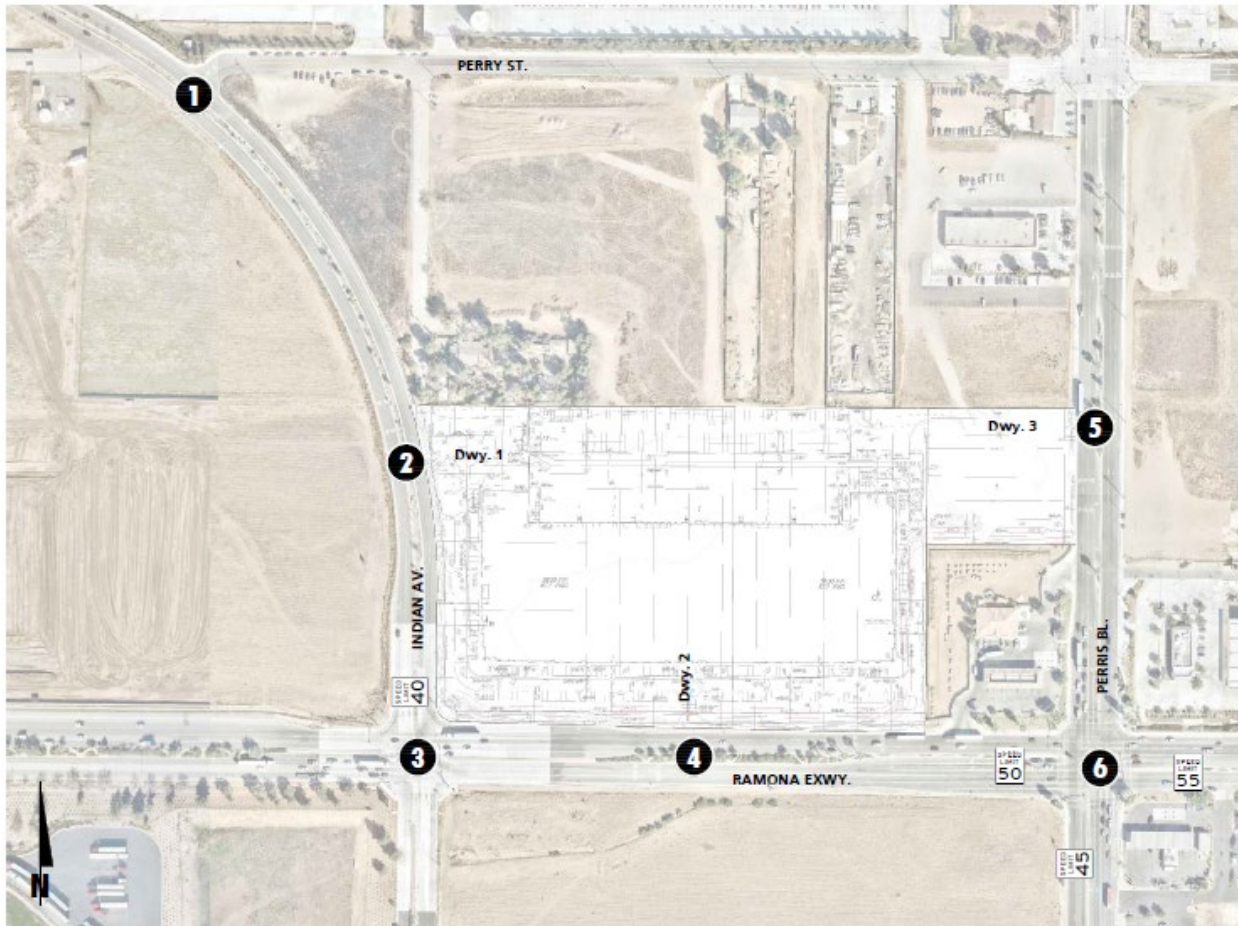 1
PERRY ST.
2
Dwy. 1
Dwy. 3
5
INDIAN AV.
SPEED
LIMIT
40
Dwy. 2
PERRIS BL.
3
4
RAMONA EXWY.
SPEED
LIMIT
50
6
SPEED
LIMIT
55
SPEED
LIMIT
45
N